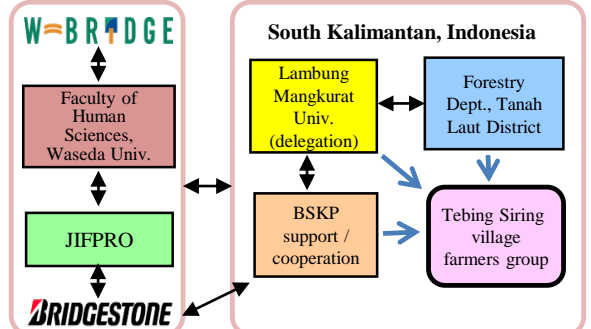 W-BRIDGE
Faculty of
Human
Sciences,
Waseda Univ.
JIFPRO
BRIDGESTONE
South Kalimantan, Indonesia
Lambung
Mangkurat
Univ.
(delegation)
Forestry
Dept., Tanah
Laut District
BSKP
support /
cooperation
Tebing Siring
village
farmers group